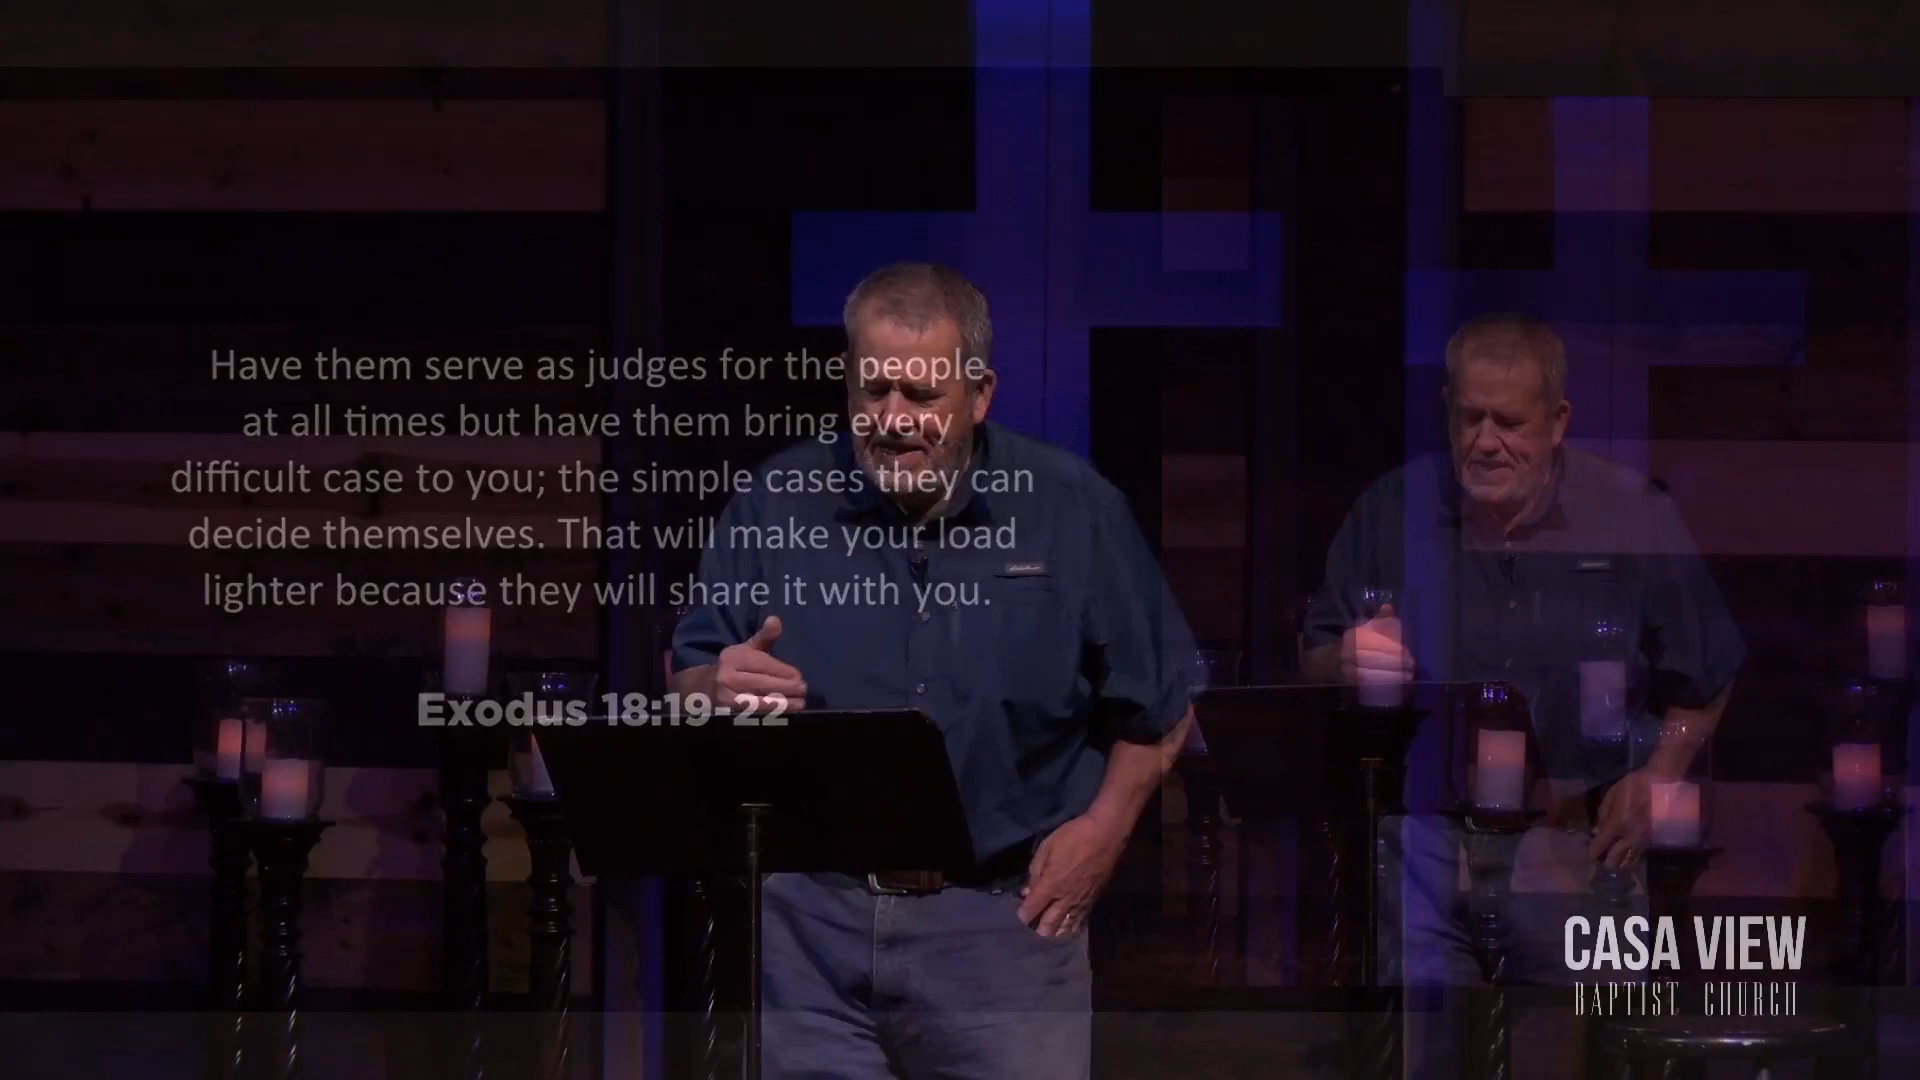 Have them serve as judges for the people
at all times but have them bring every
difficult case to you; the simple cases they can
decide themselves. That will make your load
lighter because they will share it with you.
Exodus 18:19-22
CASA VIEW
BAPTIST CHURCH